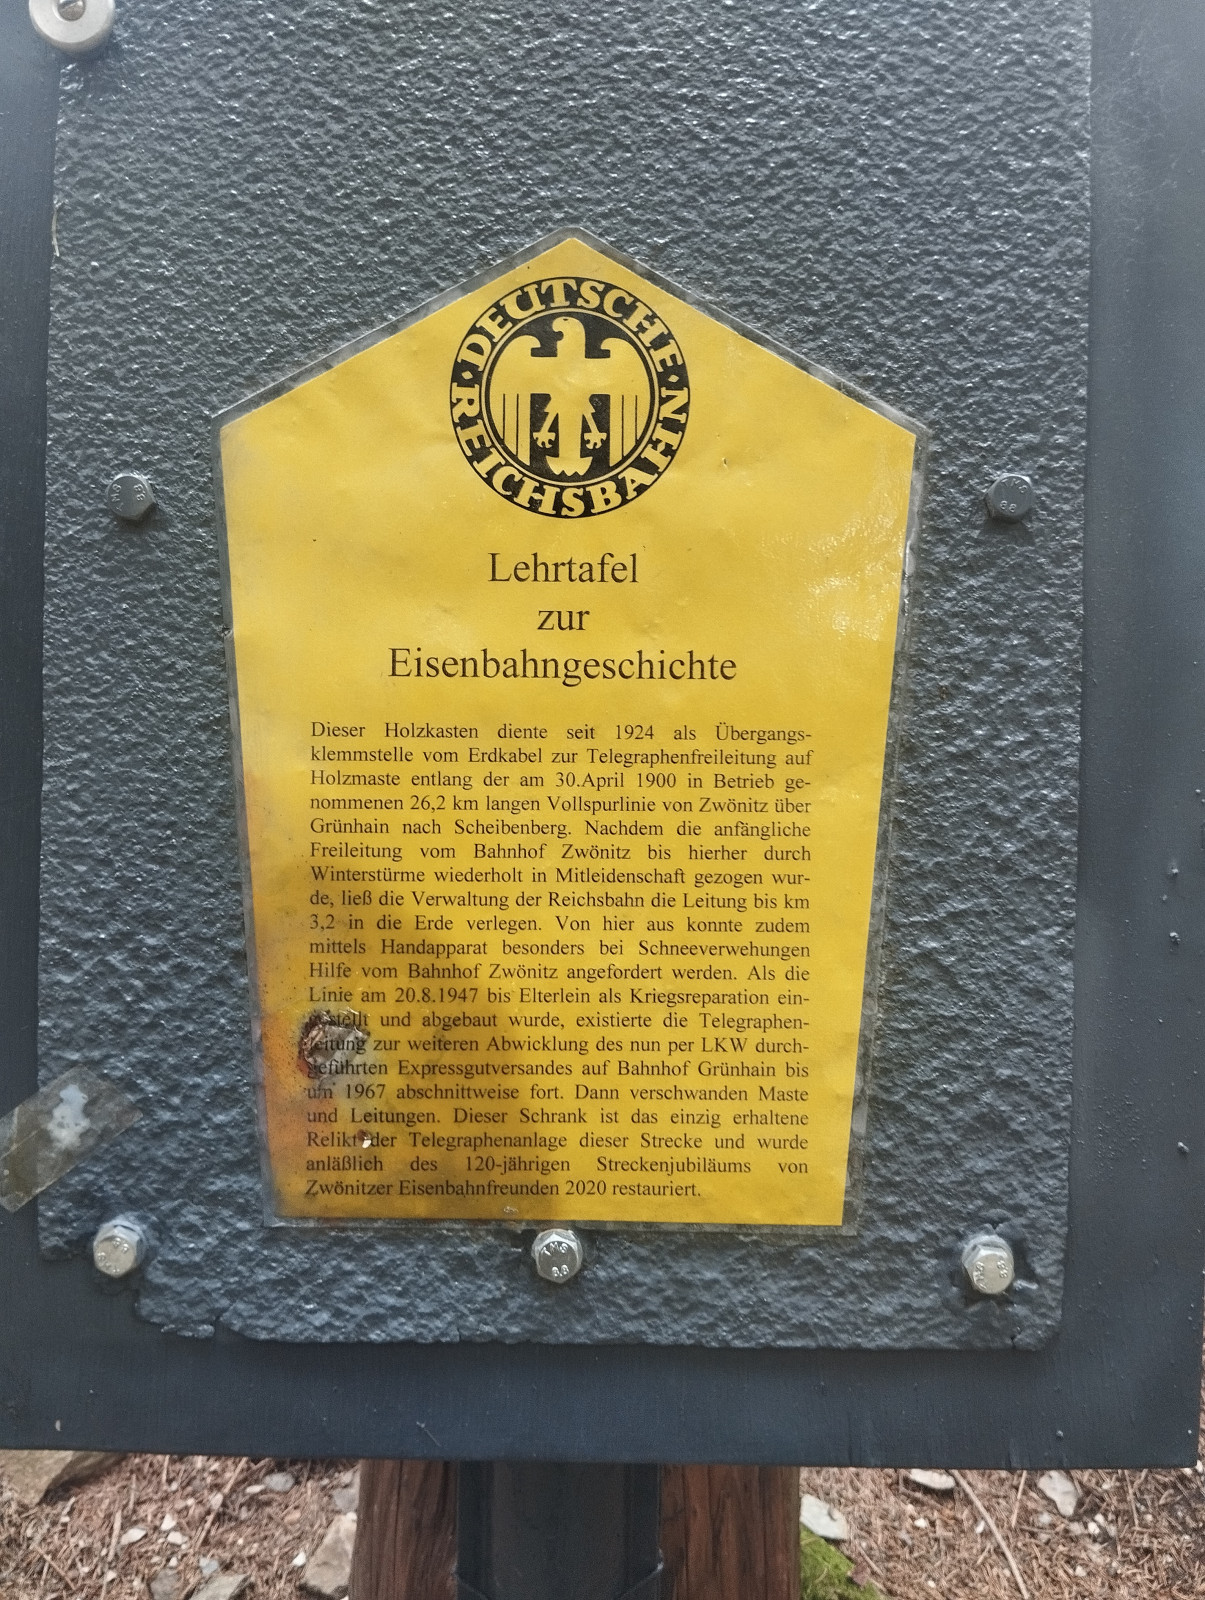 DEUTSCHE
REICHSBAHN
Lehrtafel
zur
Eisenbahngeschichte
Dieser Holzkasten diente seit 1924 als Übergangs-
klemmstelle vom Erdkabel zur Telegraphenfreileitung auf
Holzmaste entlang der am 30.April 1900 in Betrieb ge-
nommenen 26,2 km langen Vollspurlinie von Zwönitz über
Grünhain nach Scheibenberg. Nachdem die anfängliche
Freileitung vom Bahnhof Zwönitz bis hierher durch
Winterstürme wiederholt in Mitleidenschaft gezogen wur-
de, ließ die Verwaltung der Reichsbahn die Leitung bis km
3,2 in die Erde verlegen. Von hier aus konnte zudem
mittels Handapparat besonders bei Schneeverwehungen
Hilfe vom Bahnhof Zwönitz angefordert werden. Als die
Linie am 20.8.1947 bis Elterlein als Kriegsreparation ein-
gestellt und abgebaut wurde, existierte die Telegraphen-
leitung zur weiteren Abwicklung des nun per LKW durch-
geführten Expressgutversandes auf Bahnhof Grünhain bis
um 1967 abschnittweise fort. Dann verschwanden Maste
und Leitungen. Dieser Schrank ist das einzig erhaltene
Relikt der Telegraphenanlage dieser Strecke und wurde
anläßlich des 120-jährigen Streckenjubiläums von
Zwönitzer Eisenbahnfreunden 2020 restauriert.
8.8